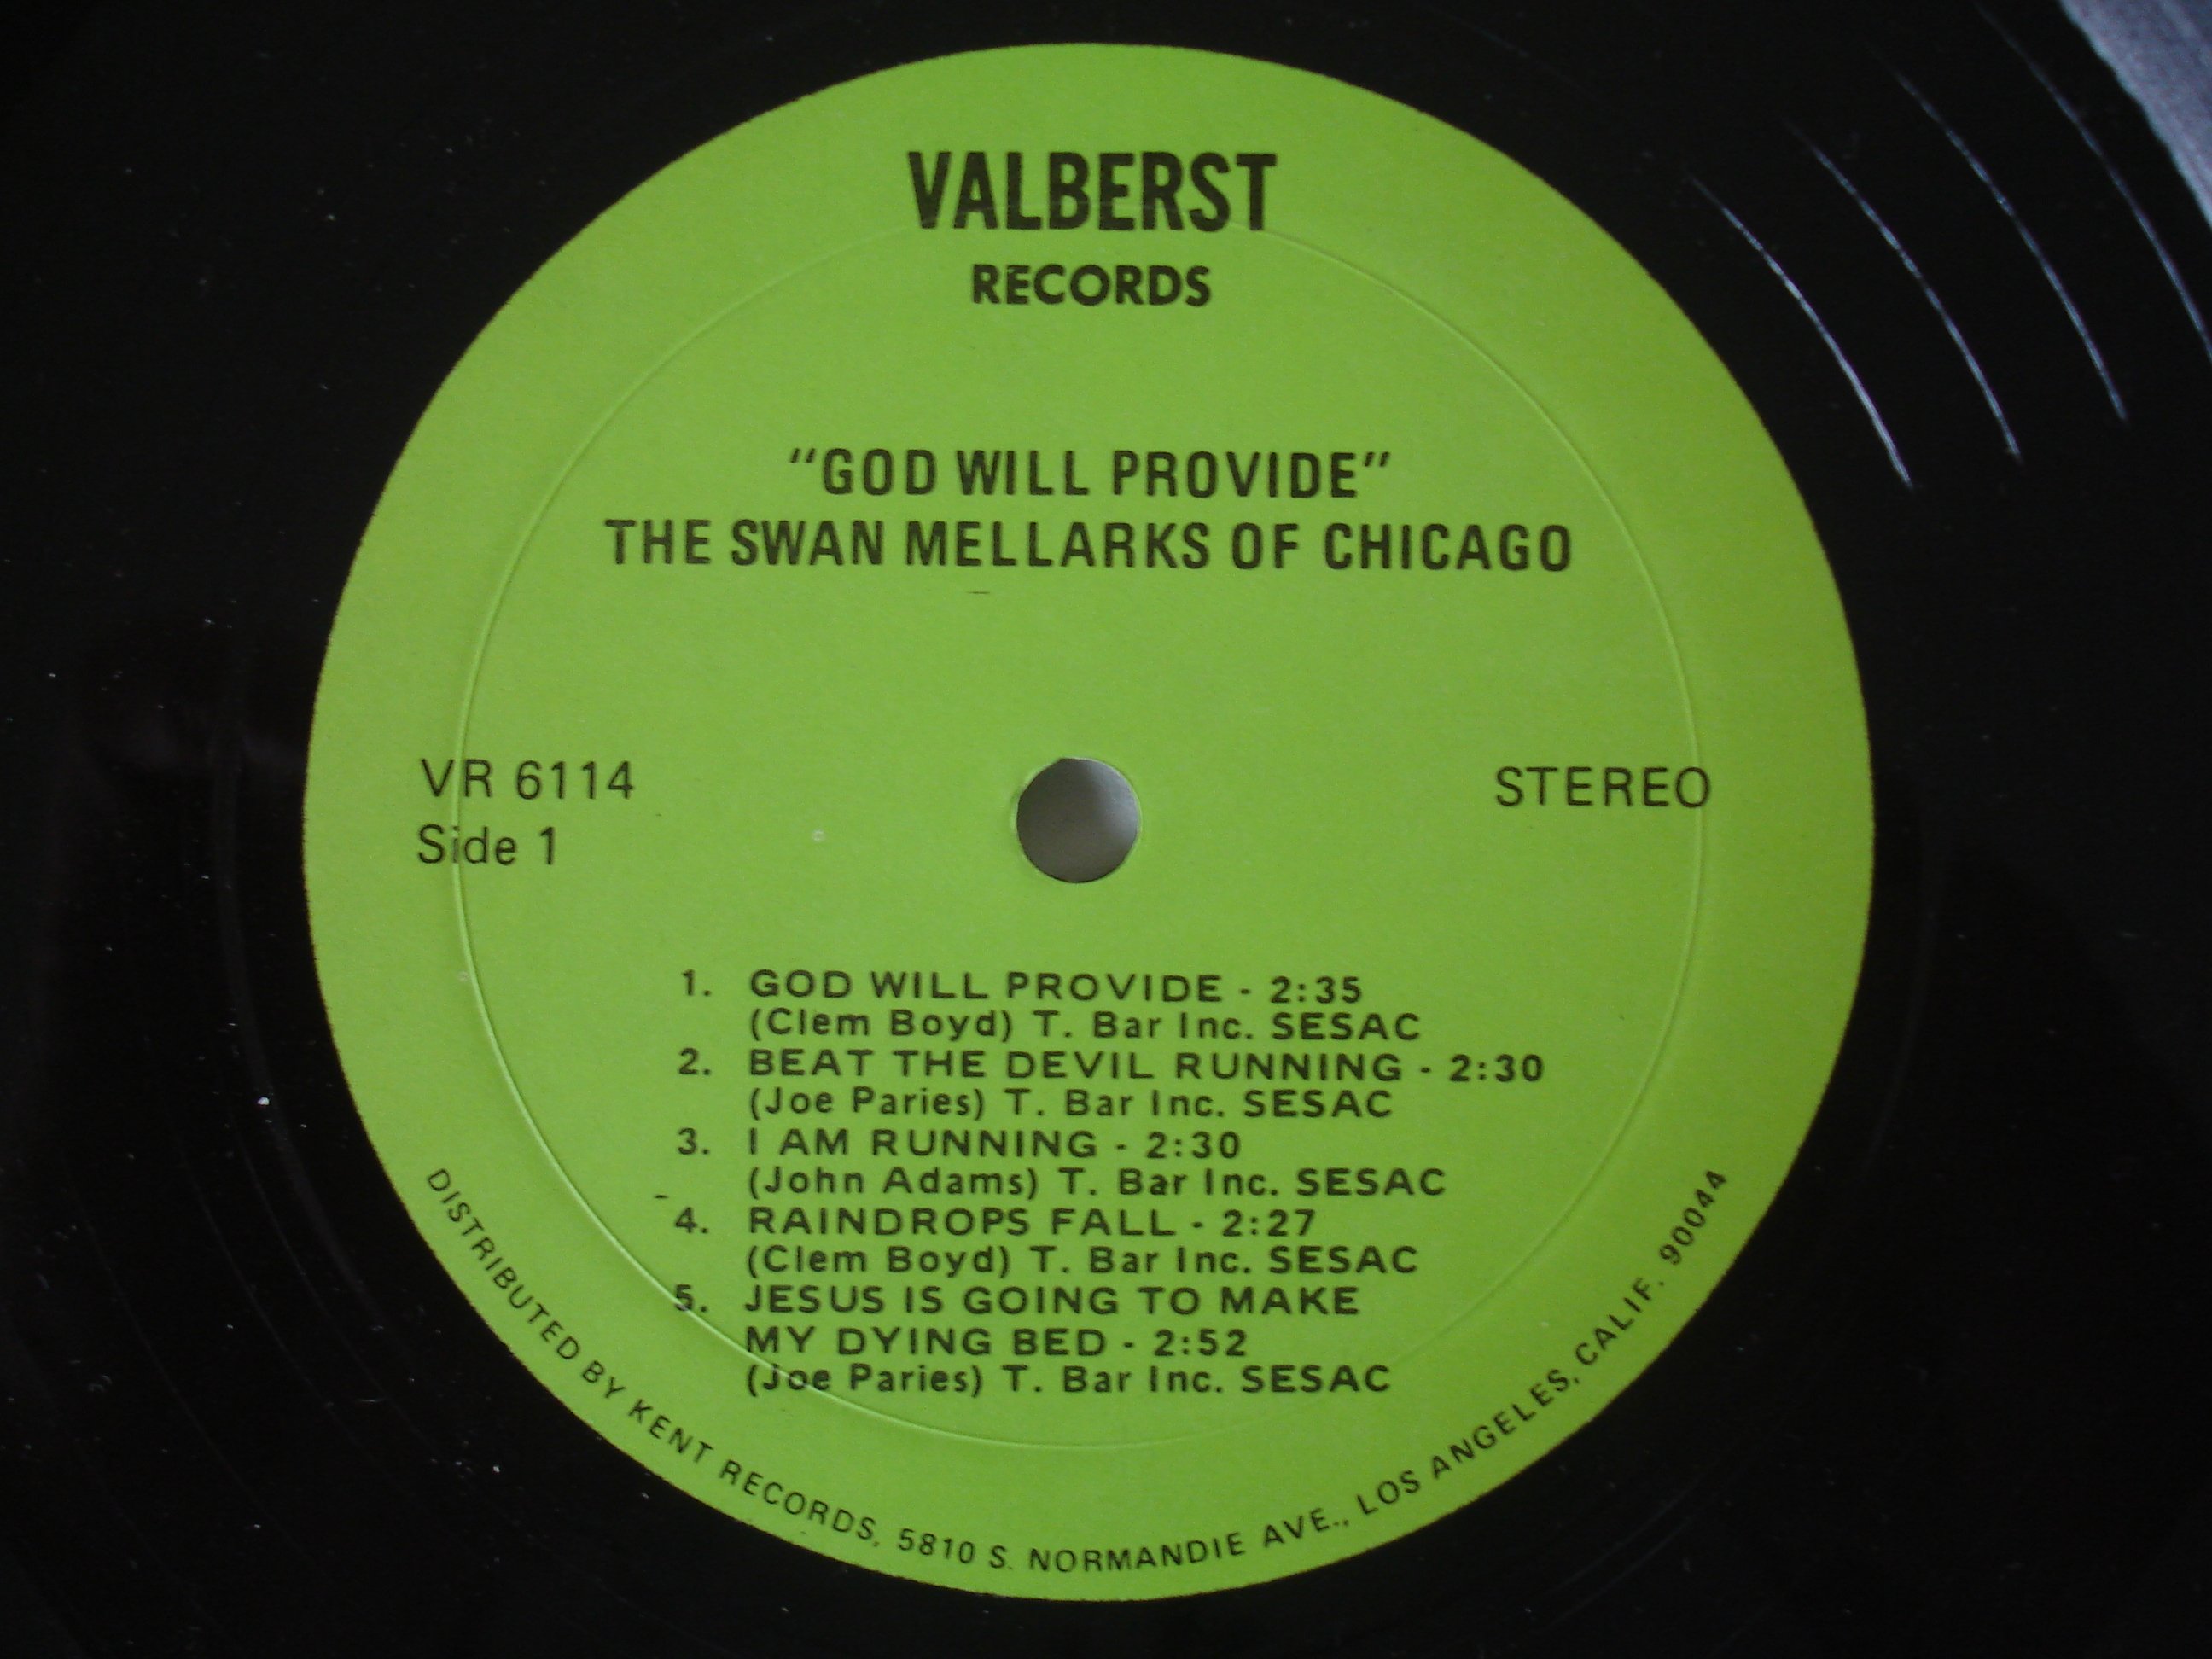 VALBERST
RECORDS
"GOD WILL PROVIDE"
THE SWAN MELLARKS OF CHICAGO
VR 6114
Side 1
STEREO
1. GOD WILL PROVIDE - 2:35
(Clem Boyd) T. Bar Inc. SESAC
2. BEAT THE DEVIL RUNNING - 2:30
(Joe Paries) T. Bar Inc. SESAC
3. I AM RUNNING - 2:30
(John Adams) T. Bar Inc. SESAC
4. RAINDROPS FALL - 2:27
(Clem Boyd) T. Bar Inc. SESAC
5. JESUS IS GOING TO MAKE
MY DYING BED - 2:52
(Joe Paries) T. Bar Inc. SESAC
DISTRIBUTED BY KENT RECORDS, 5810 S. NORMANDIE AVE., LOS ANGELES, CALIF. 90044